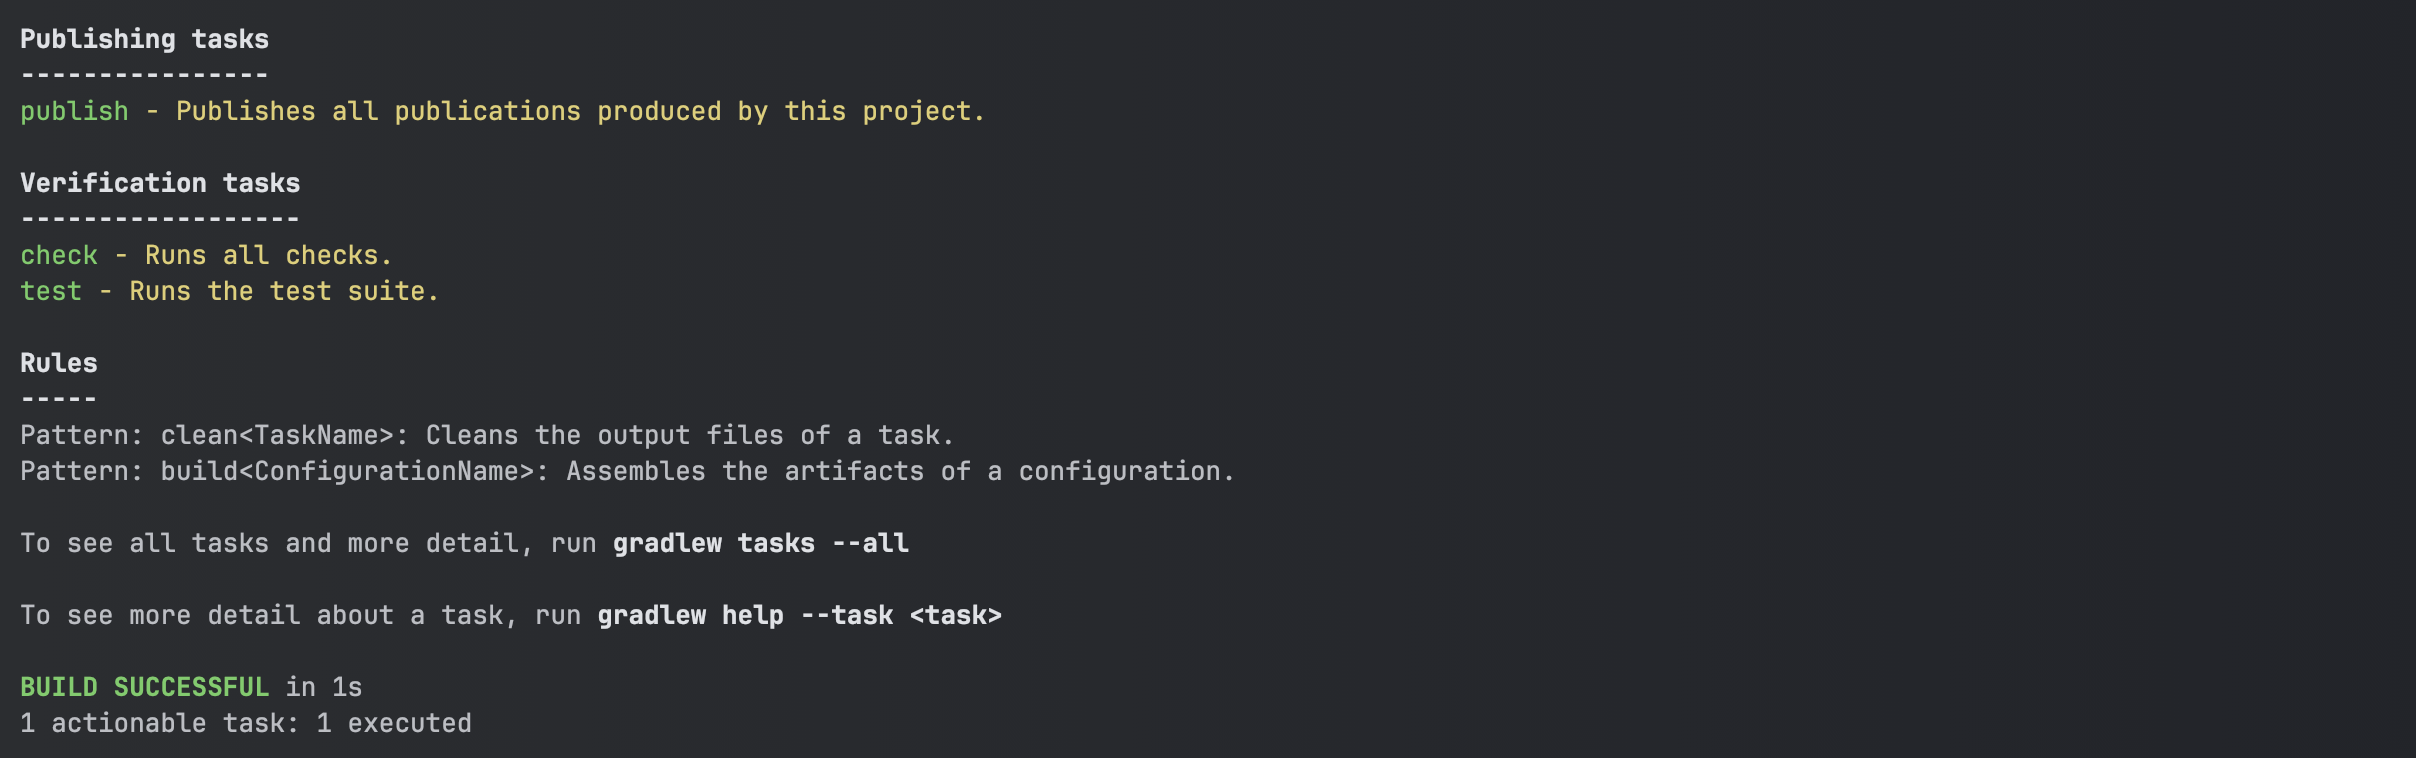 Publishing tasks
----------------
publish - Publishes all publications produced by this project.
Verification tasks
------------------
check - Runs all checks.
test - Runs the test suite.
Rules
-----
Pattern: clean<TaskName>: Cleans the output files of a task.
Pattern: build<ConfigurationName>: Assembles the artifacts of a configuration.
To see all tasks and more detail, run gradlew tasks --all
To see more detail about a task, run gradlew help --task <task>
BUILD SUCCESSFUL in 1s
1 actionable task: 1 executed